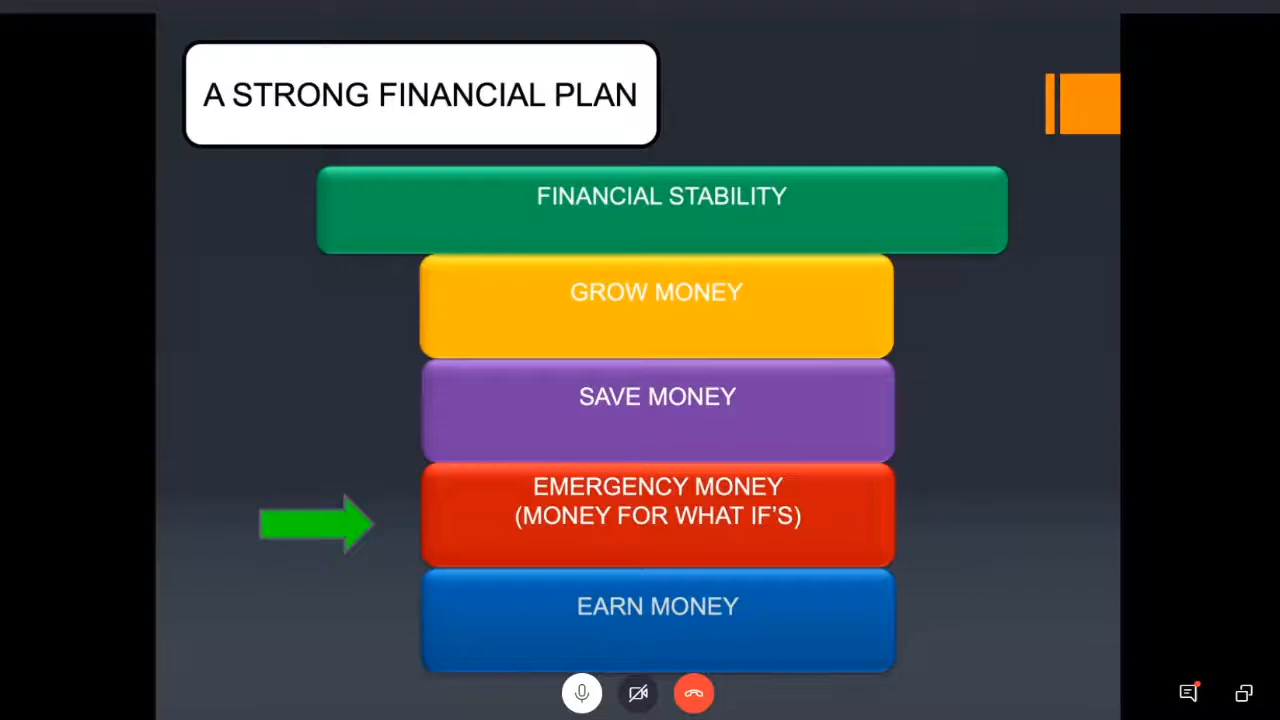 A STRONG FINANCIAL PLAN
FINANCIAL STABILITY
GROW MONEY
SAVE MONEY
EMERGENCY MONEY
(MONEY FOR WHAT IF'S)
EARN MONEY